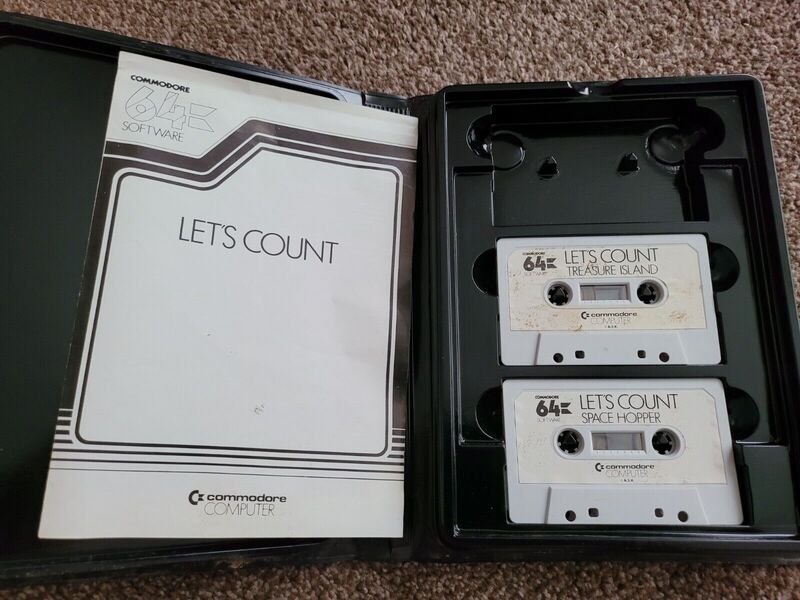 COMMODORE
64
SOFTWARE
LET'S COUNT
commodore
COMPUTER
COMMODORE
64
SOFTWARE
LET'S COUNT
TREASURE ISLAND
commodore
COMPUTER
COMMODORE
64
SOFTWARE
LET'S COUNT
SPACE HOPPER
commodore
COMPUTER